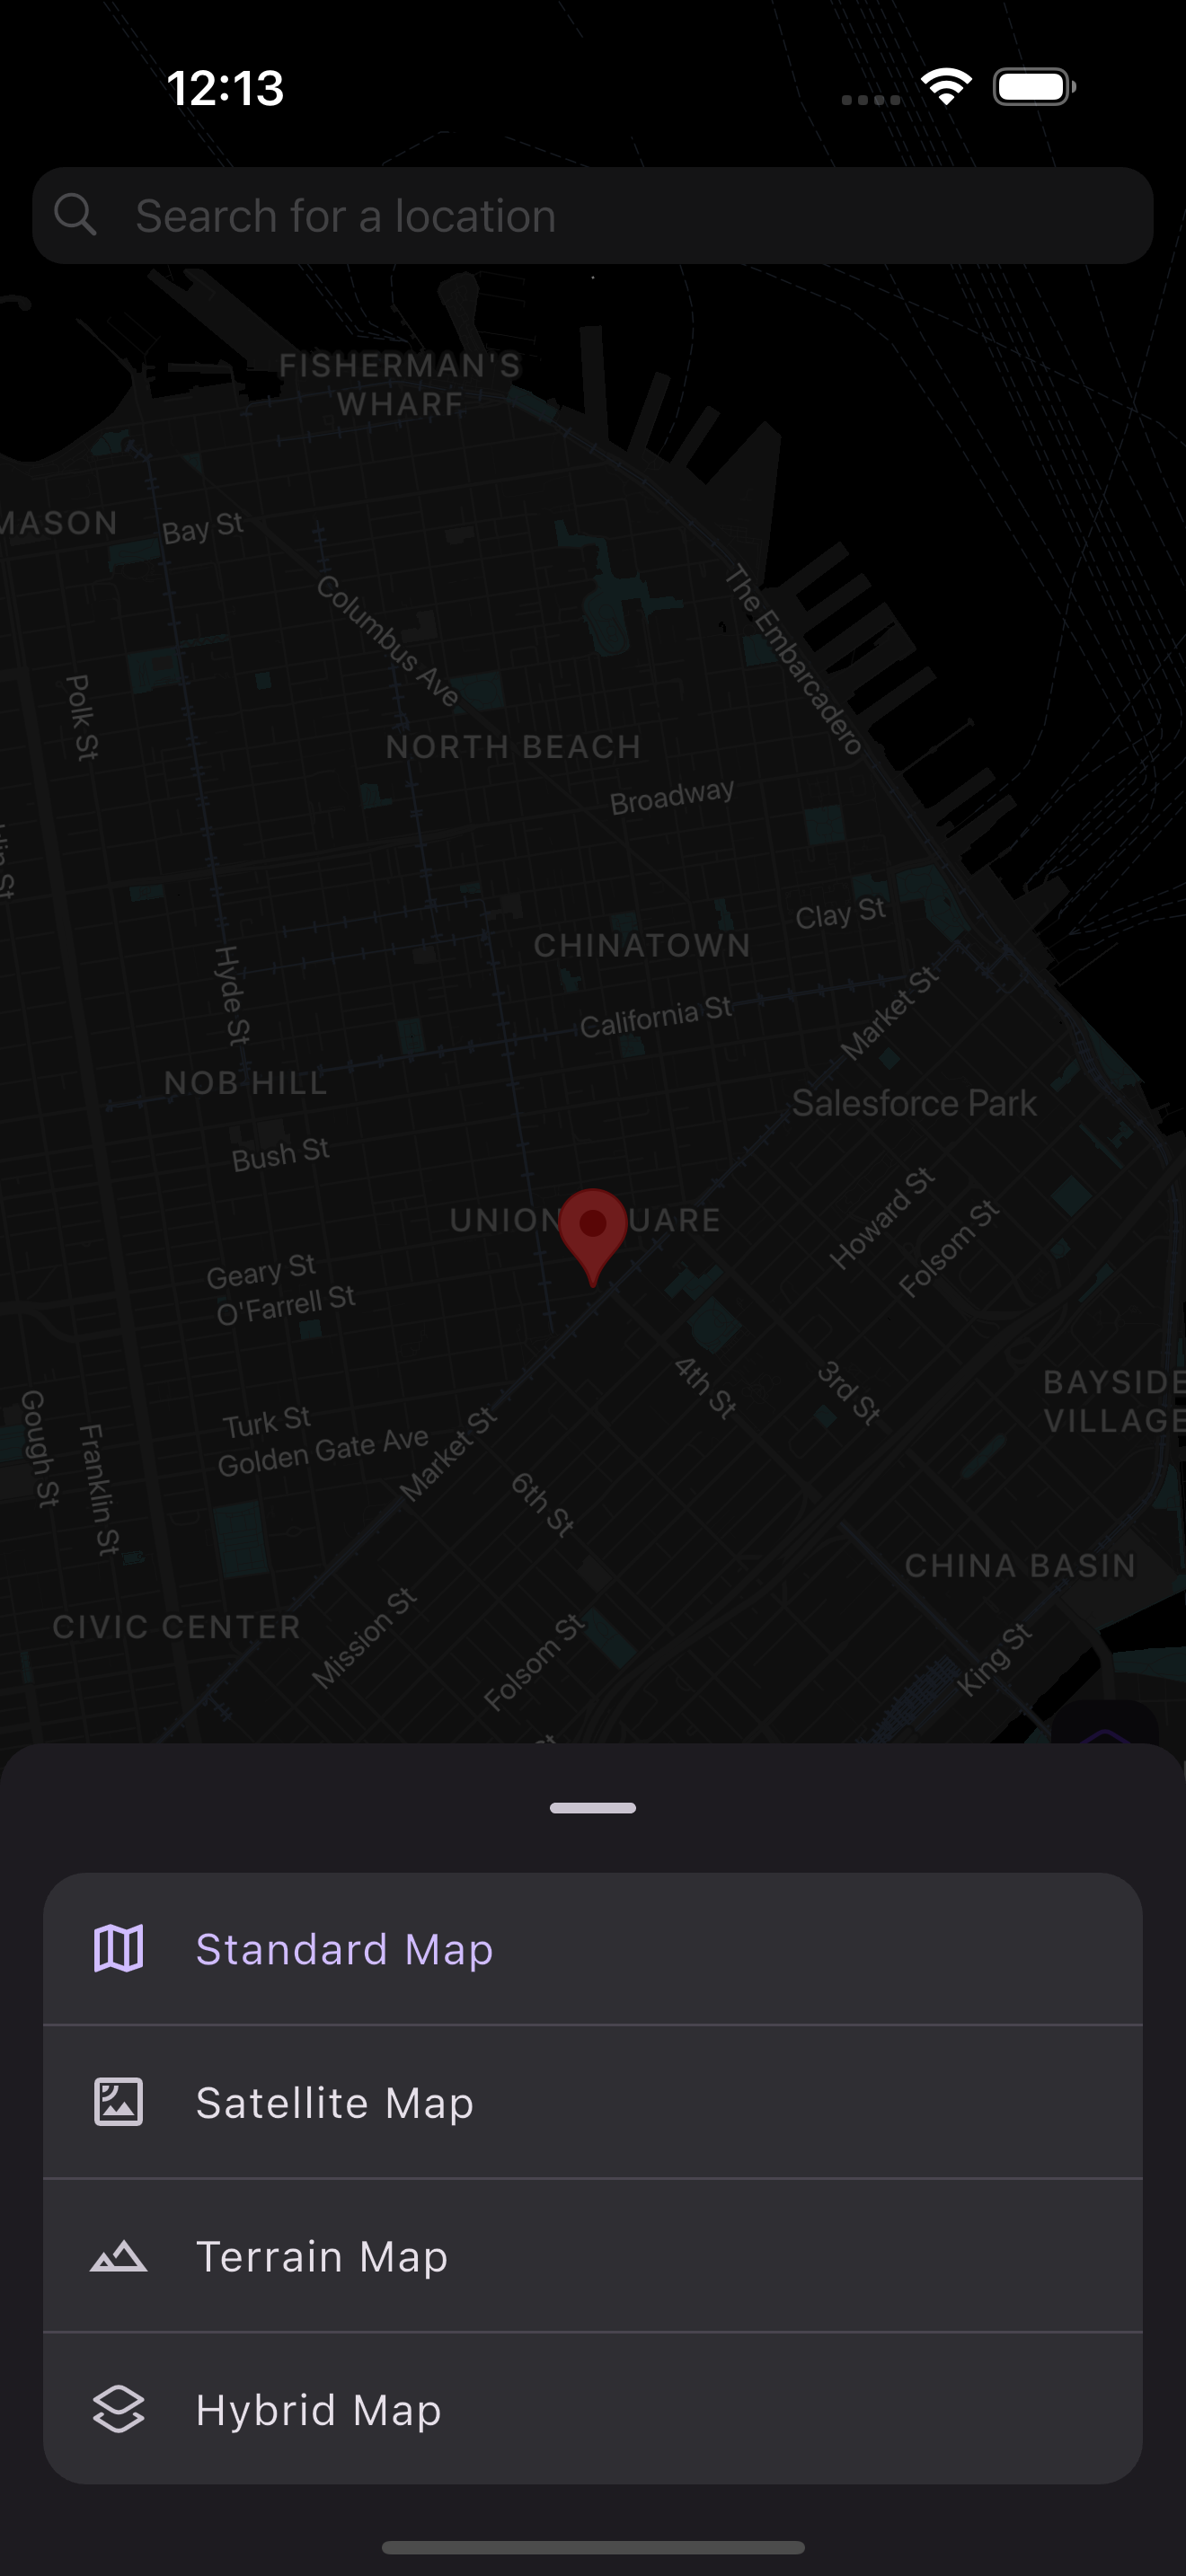 12:13
Search for a location
FISHERMAN'S
WHARF
MASON
Bay St
Columbus Ave
The Embarcadero
Polk St
NORTH BEACH
Broadway
Clay St
CHINATOWN
Hyde St
California St
Market St
NOB HILL
Salesforce Park
Bush St
UNION
UARE
Howard St
Folsom St
Geary St
O'Farrell St
4th St
3rd St
BAYSIDE
VILLAGE
Gough St
Franklin St
Turk St
Golden Gate Ave
Market St
6th St
CHINA BASIN
CIVIC CENTER
Mission St
Folsom St
King St
St
Standard Map
Satellite Map
Terrain Map
Hybrid Map